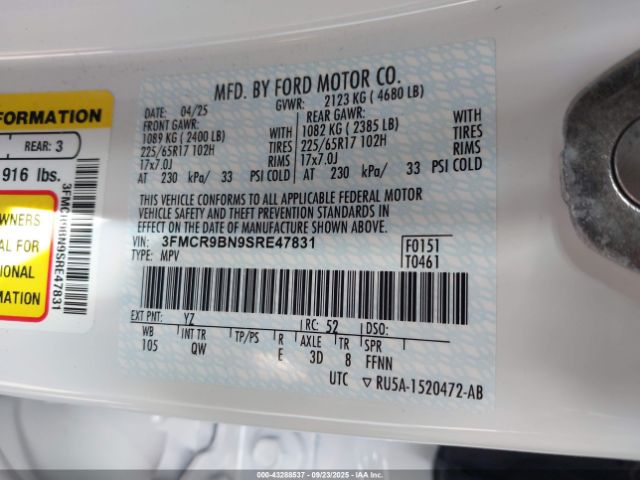 FORMATION
REAR: 3
916 lbs.
WNERS
AL FOR
TIONAL
RMATION
3FMCR9BN9SRE47831
MFD. BY FORD MOTOR CO.
DATE: 04/25 GVWR: 2123 KG ( 4680 LB)
FRONT GAWR: REAR GAWR:
1089 KG ( 2400 LB) WITH 1082 KG ( 2385 LB) WITH
225/65R17 102H TIRES 225/65R17 102H TIRES
17x7.0J RIMS 17x7.0J RIMS
AT 230 kPa/ 33 PSI COLD AT 230 kPa/ 33 PSI COLD
THIS VEHICLE CONFORMS TO ALL APPLICABLE FEDERAL MOTOR
VEHICLE SAFETY AND THEFT PREVENTION STANDARDS IN
EFFECT ON THE DATE OF MANUFACTURE SHOWN ABOVE.
VIN: 3FMCR9BN9SRE47831 F0151
TYPE: MPV T0461
EXT PNT: YZ RC: 52 DSO:
WB INT TR TP/PS R AXLE TR SPR
105 QW E 3D 8 FFNN
UTC ▽ RU5A-1520472-AB
© 43288537 - 09/23/2025 - IAA Inc.